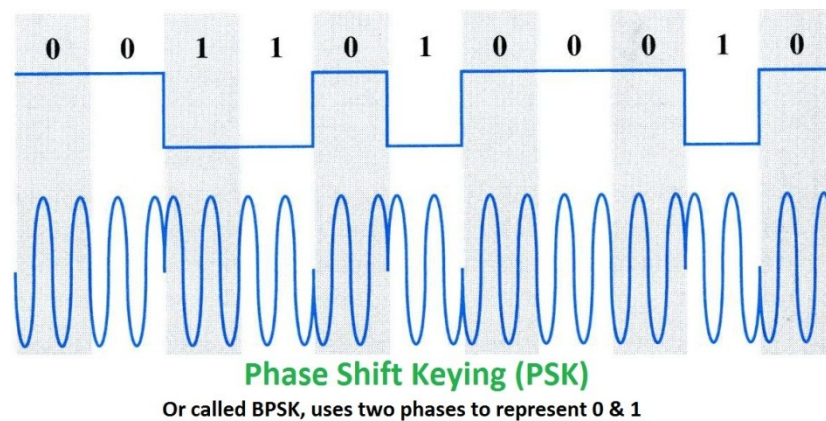 0 0 1 1 0 1 0 0 0 1 0
Phase Shift Keying (PSK)
Or called BPSK, uses two phases to represent 0 & 1